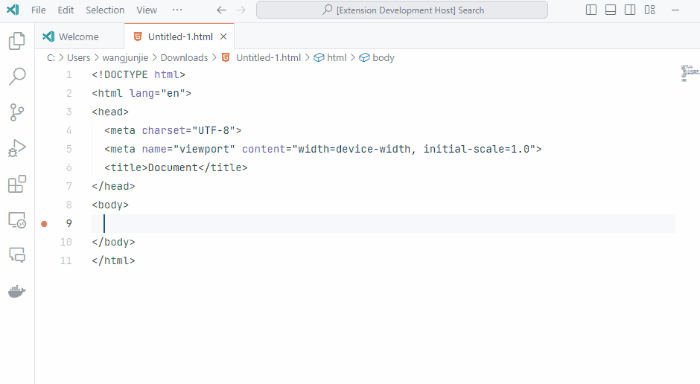 File Edit Selection View ··· [Extension Development Host] Search
Welcome Untitled-1.html
C: > Users > wangjunjie > Downloads > Untitled-1.html > html > body
1 <!DOCTYPE html>
2 <html lang="en">
3 <head>
4 <meta charset="UTF-8">
5 <meta name="viewport" content="width=device-width, initial-scale=1.0">
6 <title>Document</title>
7 </head>
8 <body>
9
10 </body>
11 </html>